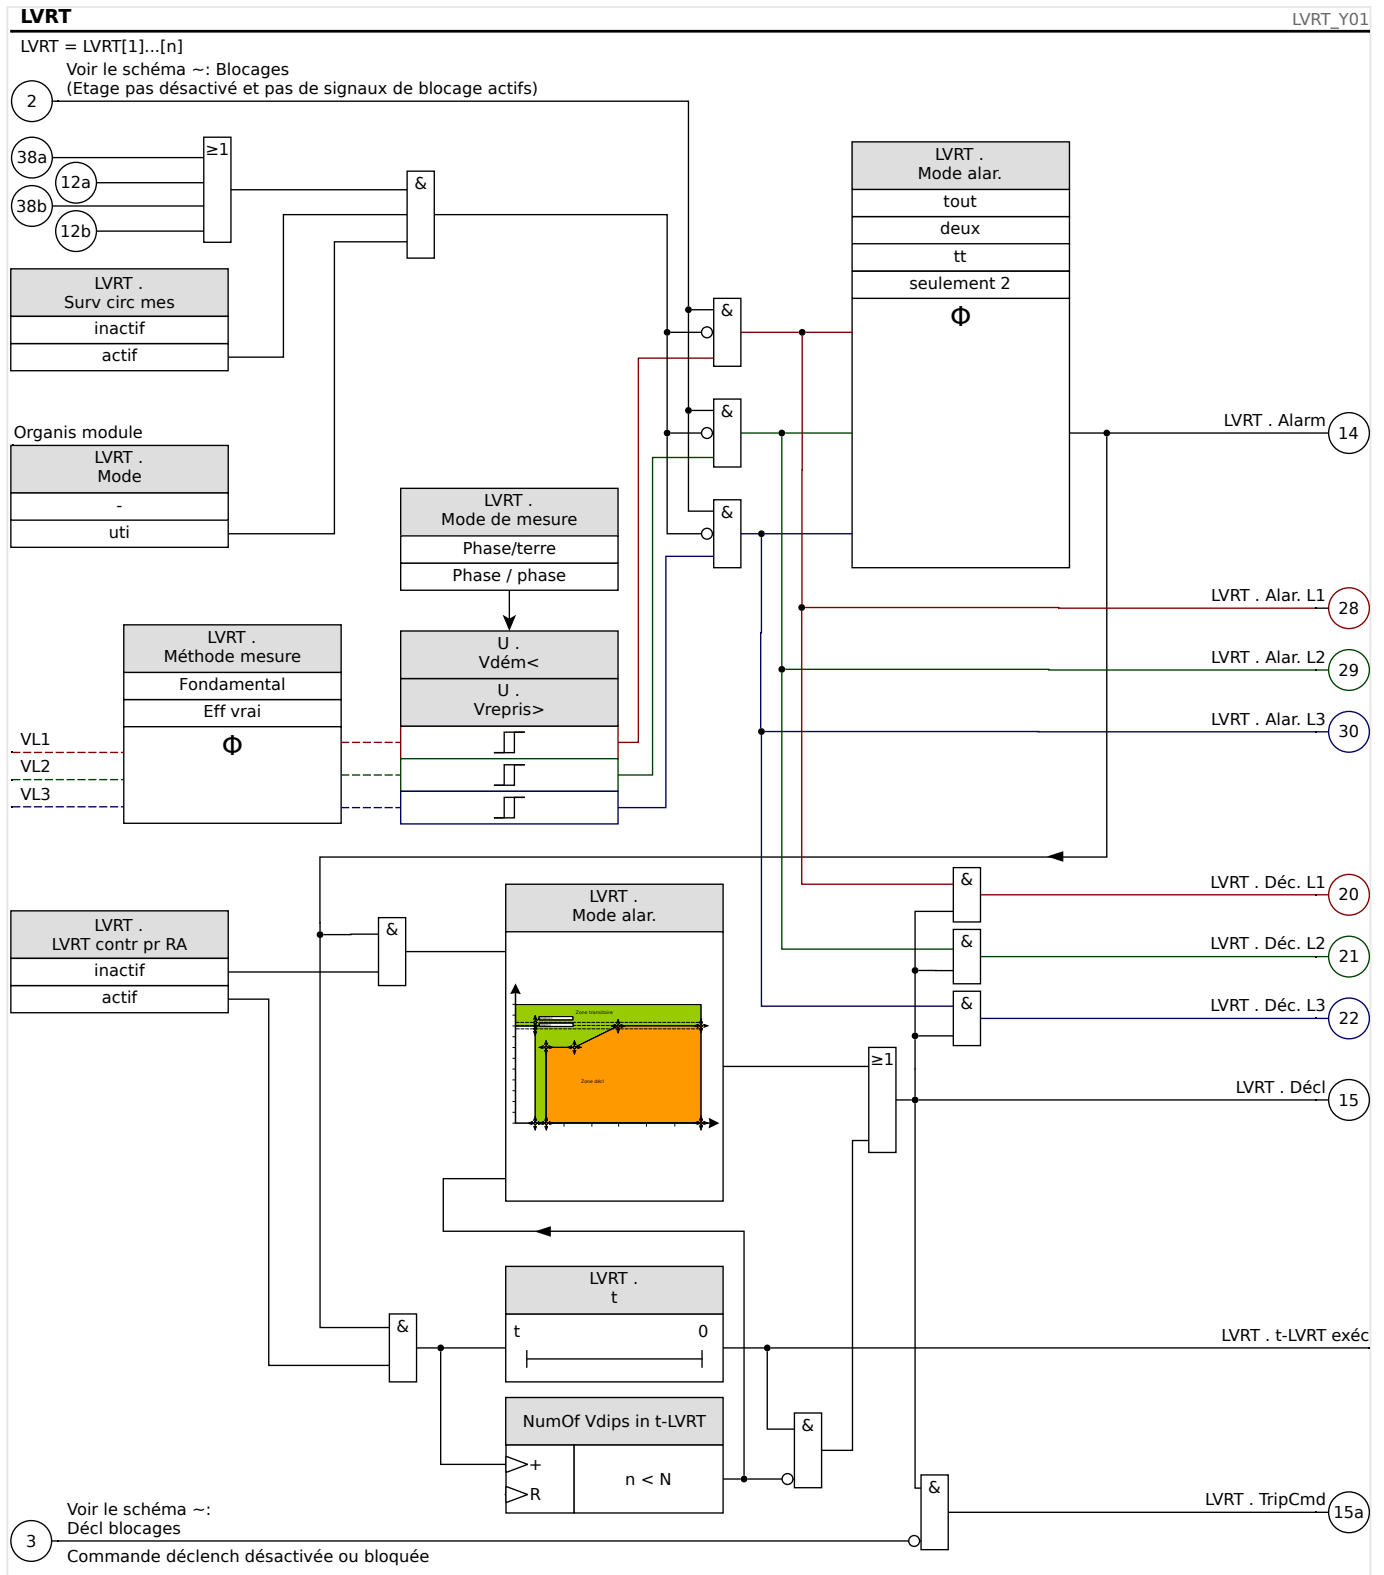 LVRT
LVRT_Y01
LVRT = LVRT[1]...[n]
Voir le schéma ~: Blocages
(Etage pas désactivé et pas de signaux de blocage actifs)
2
38a
12a
38b
12b
≥1
&
LVRT .
Surv circ mes
inactif
actif
Organis module
LVRT .
Mode
-
uti
LVRT .
Mode alar.
tout
deux
tt
seulement 2
Φ
&
&
&
LVRT . Alarm
14
LVRT .
Mode de mesure
Phase/terre
Phase / phase
LVRT . Alar. L1
28
LVRT . Alar. L2
29
LVRT . Alar. L3
30
LVRT .
Méthode mesure
Fondamental
Eff vrai
Φ
U .
Vdém<
U .
Vrepris>
VL1
VL2
VL3
LVRT .
LVRT contr pr RA
inactif
actif
&
LVRT .
Mode alar.
Zone transitoire
Zone décl
&
LVRT . Déc. L1
20
&
LVRT . Déc. L2
21
&
LVRT . Déc. L3
22
≥1
LVRT . Décl
15
LVRT .
t
t 0
&
LVRT . t-LVRT exéc
NumOf Vdips in t-LVRT
+
R
n < N
&
&
LVRT . TripCmd
15a
Voir le schéma ~:
Décl blocages
3
Commande déclench désactivée ou bloquée